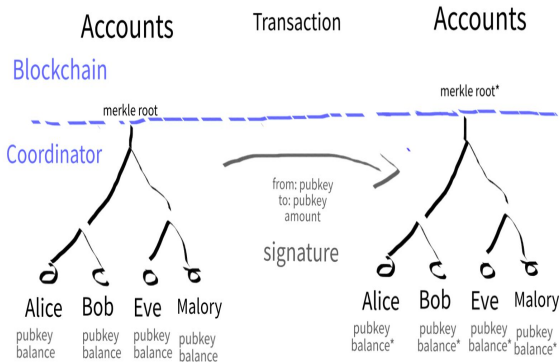 Accounts
Transaction
Accounts
Blockchain
merkle root
merkle root*
Coordinator
from: pubkey
to: pubkey
amount
signature
Alice
Bob
Eve
Malory
pubkey
balance
pubkey
balance
pubkey
balance
pubkey
balance
Alice
Bob
Eve
Malory
pubkey
balance*
pubkey
balance*
pubkey
balance*
pubkey
balance*